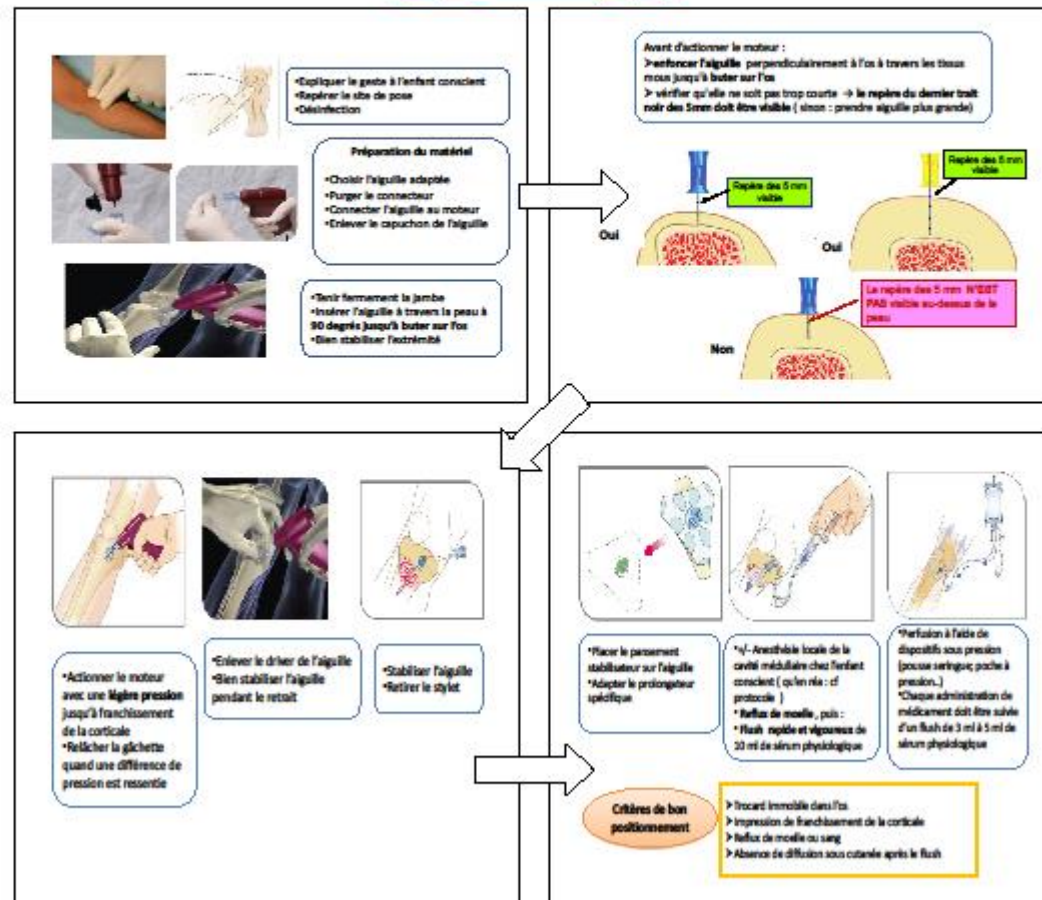 •Expliquer le geste à l'enfant conscient
•Repérer le site de pose
•Désinfection
Préparation du matériel
•Choisir l'aiguille adaptée
•Purger le connecteur
•Connecter l'aiguille au moteur
•Enlever le capuchon de l'aiguille
•Tenir fermement la jambe
•Insérer l'aiguille à travers la peau à
90 degrés jusqu'à buter sur l'os
•Bien stabiliser l'extrémité
Avant d'actionner le moteur :
➢enfoncer l'aiguille perpendiculairement à l'os à travers les tissus
mous jusqu'à buter sur l'os
➢ vérifier qu'elle ne soit pas trop courte → le repère du dernier trait
noir des 5mm doit être visible ( sinon : prendre aiguille plus grande)
Repère des 5 mm
visible
Oui
Repère des 5 mm
visible
Oui
Le repère des 5 mm N'EST
PAS visible au-dessus de la
peau
Non
• Actionner le moteur
avec une légère pression
jusqu'à franchissement
de la corticale
• Relâcher la gâchette
quand une différence de
pression est ressentie
•Enlever le driver de l'aiguille
•Bien stabiliser l'aiguille
pendant le retrait
•Stabiliser l'aiguille
•Retirer le stylet
•Placer le pansement
stabilisateur sur l'aiguille
•Adapter le prolongateur
spécifique
•+/- Anesthésie locale de la
cavité médullaire chez l'enfant
conscient ( qu'en réa : cf
protocole )
• Reflux de moelle , puis :
• Flush rapide et vigoureux de
10 ml de sérum physiologique
•Perfusion à l'aide de
dispositifs sous pression
(pousse seringue; poche à
pression..)
• Chaque administration de
médicament doit être suivie
d'un flush de 3 ml à 5 ml de
sérum physiologique
Critères de bon
positionnement
➢Trocard immobile dans l'os
➢Impression de franchissement de la corticale
➢Reflux de moelle ou sang
➢Absence de diffusion sous cutanée après le flush